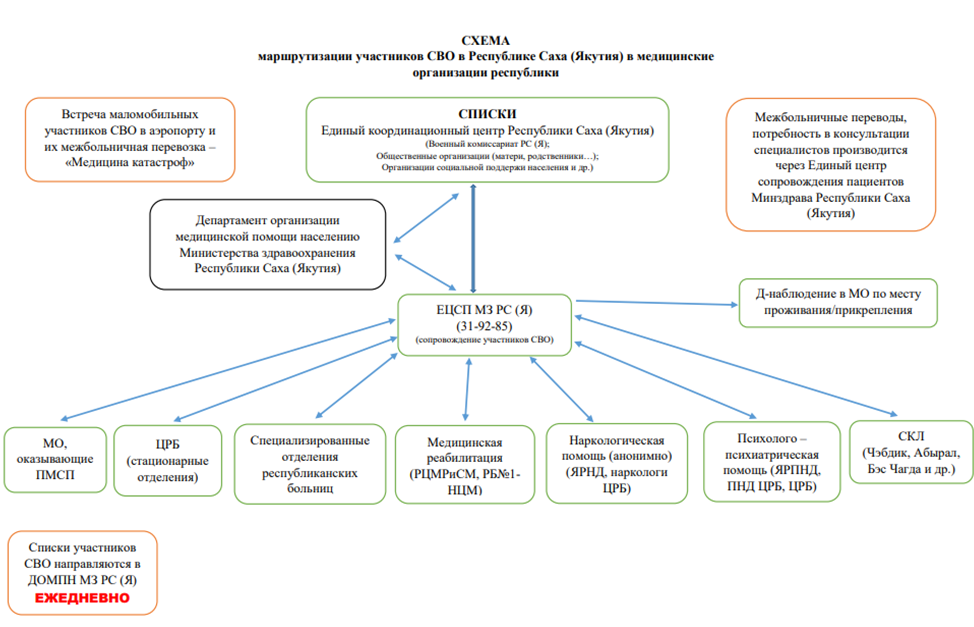 СХЕМА
маршрутизации участников СВО в Республике Саха (Якутия) в медицинские
организации республики
Встреча маломобильных
участников СВО в аэропорту и
их межбольничная перевозка –
«Медицина катастроф»
СПИСКИ
Единый координационный центр Республики Саха (Якутия)
(Военный комиссариат РС (Я);
Общественные организации (матери, родственники…);
Организации социальной поддержки населения и др.)
Межбольничные переводы,
потребность в консультации
специалистов производится
через Единый центр
сопровождения пациентов
Минздрава Республики Саха
(Якутия)
Департамент организации
медицинской помощи населению
Министерства здравоохранения
Республики Саха (Якутия)
ЕЦСП МЗ РС (Я)
(31-92-85)
(сопровождение участников СВО)
Д-наблюдение в МО по месту
проживания/прикрепления
МО,
оказывающие
ПМСП
ЦРБ
(стационарные
отделения)
Специализированные
отделения
республиканских
больниц
Медицинская
реабилитация
(РЦМРиСМ, РБ№1-
НЦМ)
Наркологическая
помощь (анонимно)
(ЯРНД, наркологи
ЦРБ)
Психолого –
психиатрическая
помощь (ЯРПНД,
ПНД ЦРБ, ЦРБ)
СКЛ
(Чэбдик, Абырал,
Бэс Чагда и др.)
Списки участников
СВО направляются в
ДОМПН МЗ РС (Я)
ЕЖЕДНЕВНО